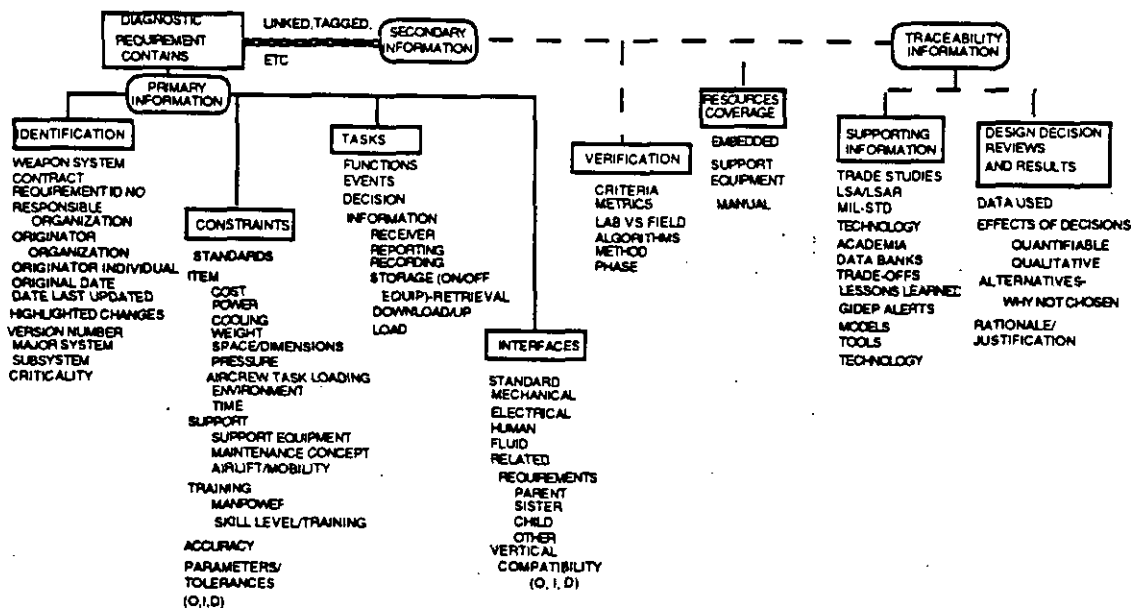 DIAGNOSTIC
REQUIREMENT
CONTAINS
LINKED, TAGGED,
ETC
SECONDARY
INFORMATION
TRACEABILITY
INFORMATION
PRIMARY
INFORMATION
IDENTIFICATION
WEAPON SYSTEM
CONTRACT
REQUIREMENT ID NO
RESPONSIBLE
ORGANIZATION
ORIGINATOR
ORGANIZATION
ORIGINATOR INDIVIDUAL
ORIGINAL DATE
DATE LAST UPDATED
HIGHLIGHTED CHANGES
VERSION NUMBER
MAJOR SYSTEM
SUBSYSTEM
CRITICALITY
CONSTRAINTS
STANDARDS
ITEM
COST
POWER
COOLING
WEIGHT
SPACE/DIMENSIONS
PRESSURE
AIRCREW TASK LOADING
ENVIRONMENT
TIME
SUPPORT
SUPPORT EQUIPMENT
MAINTENANCE CONCEPT
AIRLIFT/MOBILITY
TRAINING
MANPOWER
SKILL LEVEL/TRAINING
ACCURACY
PARAMETERS/
TOLERANCES
(O,I,D)
TASKS
FUNCTIONS
EVENTS
DECISION
INFORMATION
RECEIVER
REPORTING
RECORDING
STORAGE (ON/OFF
EQUIP)-RETRIEVAL
DOWNLOAD/UP
LOAD
INTERFACES
STANDARD
MECHANICAL
ELECTRICAL
HUMAN
FLUID
RELATED
REQUIREMENTS
PARENT
SISTER
CHILD
OTHER
VERTICAL
COMPATIBILITY
(O, I, D)
VERIFICATION
CRITERIA
METRICS
LAB VS FIELD
ALGORITHMS
METHOD
PHASE
RESOURCES
COVERAGE
EMBEDDED
SUPPORT
EQUIPMENT
MANUAL
SUPPORTING
INFORMATION
TRADE STUDIES
LSA/LSAR
MIL-STD
TECHNOLOGY
ACADEMIA
DATA BANKS
TRADE-OFFS
LESSONS LEARNED
GIDEP ALERTS
MODELS
TOOLS
TECHNOLOGY
DESIGN DECISION
REVIEWS
AND RESULTS
DATA USED
EFFECTS OF DECISIONS
QUANTIFIABLE
QUALITATIVE
ALTERNATIVES-
WHY NOT CHOSEN
RATIONALE/
JUSTIFICATION